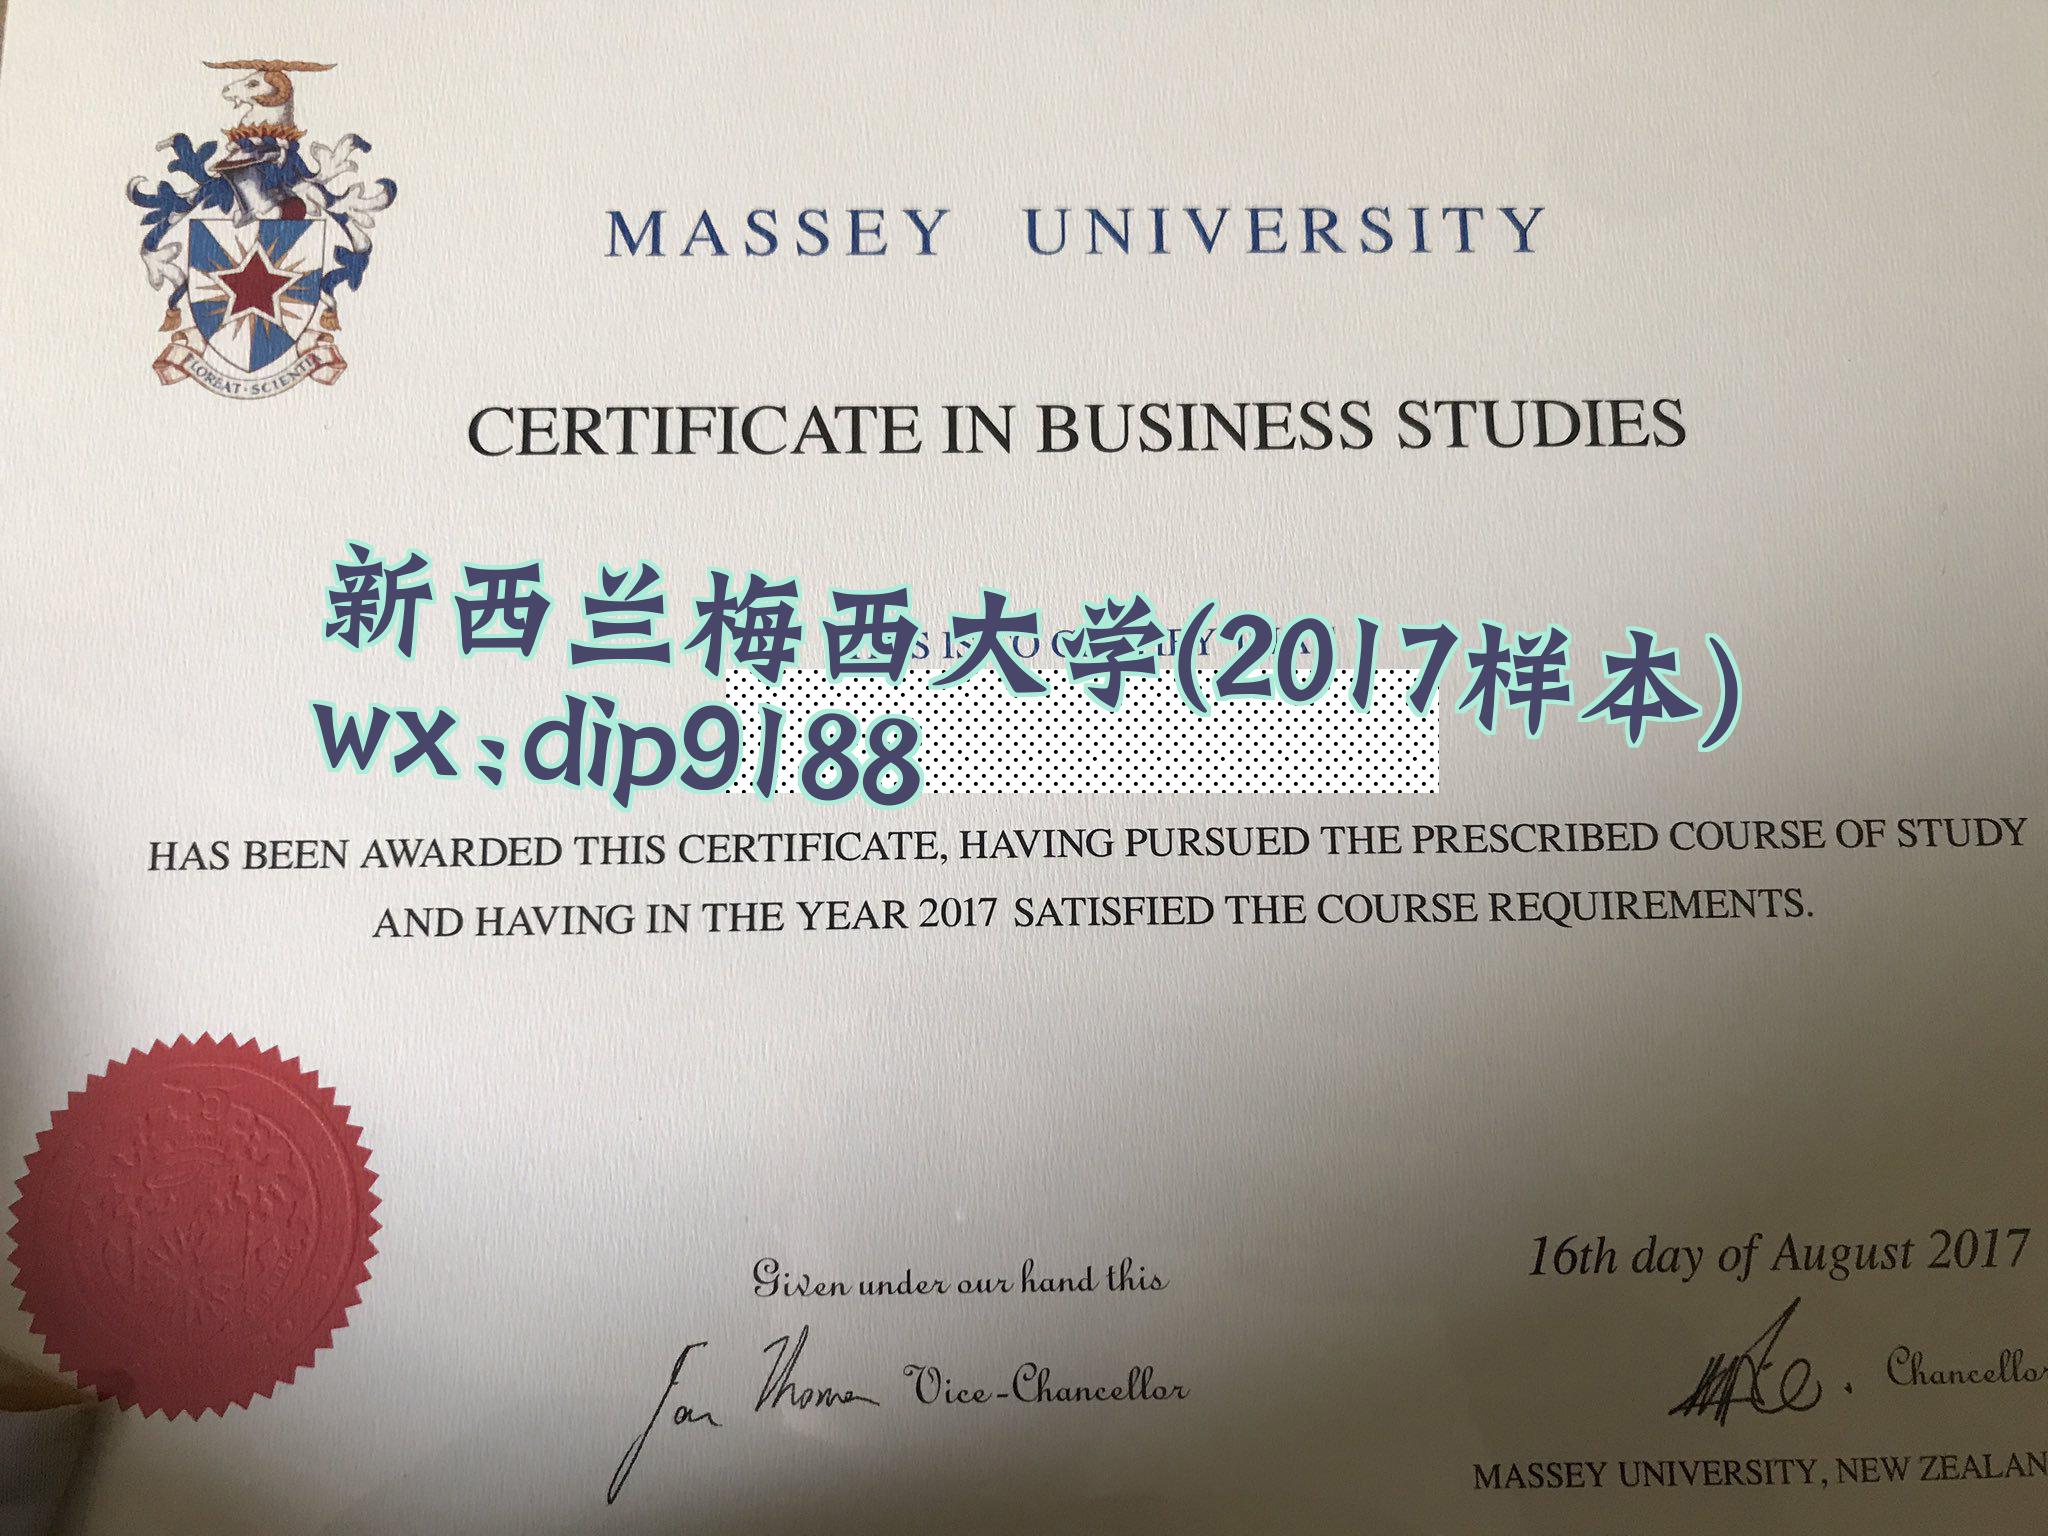 MASSEY UNIVERSITY
CERTIFICATE IN BUSINESS STUDIES
新西兰梅西大学(2017样本)
wx:dip9188
HAS BEEN AWARDED THIS CERTIFICATE, HAVING PURSUED THE PRESCRIBED COURSE OF STUDY
AND HAVING IN THE YEAR 2017 SATISFIED THE COURSE REQUIREMENTS.
Given under our hand this
16th day of August 2017
Vice-Chancellor
Chancellor
MASSEY UNIVERSITY, NEW ZEALAN